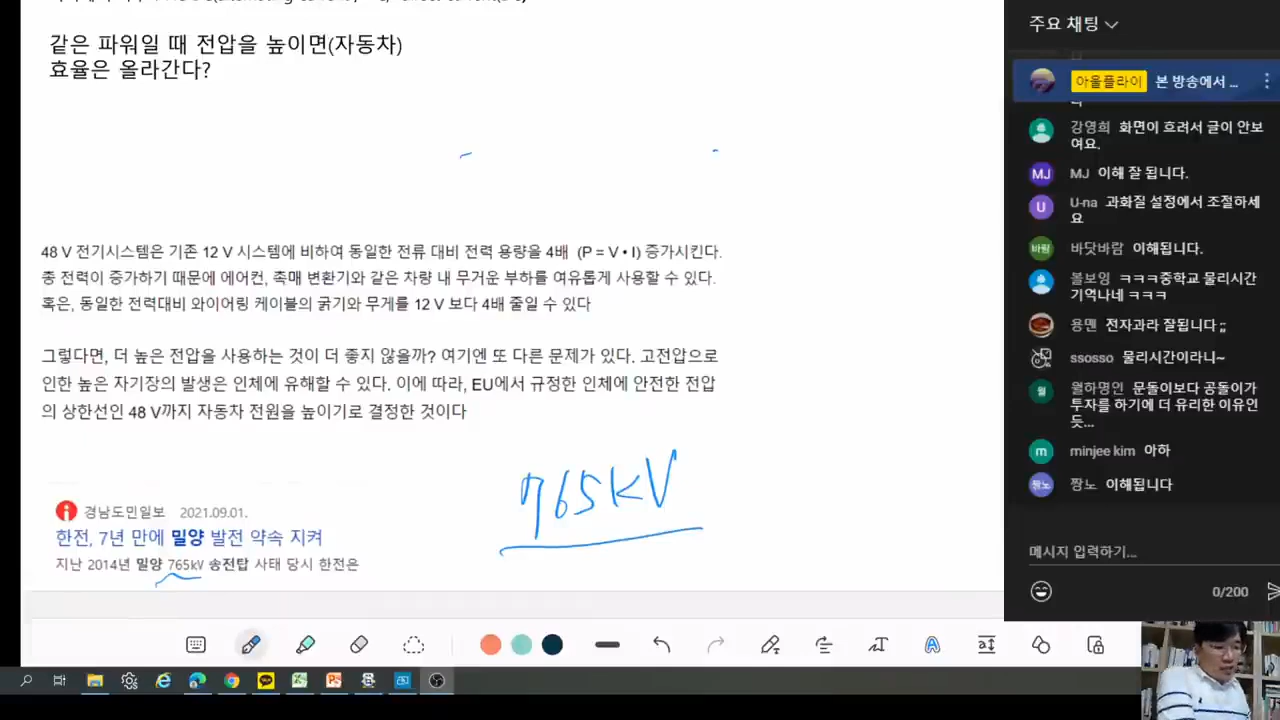 같은 파워일 때 전압을 높이면(자동차)
효율은 올라간다?
48 V 전기시스템은 기존 12 V 시스템에 비하여 동일한 전류 대비 전력 용량을 4배 (P = V • I) 증가시킨다.
총 전력이 증가하기 때문에 에어컨, 촉매 변환기와 같은 차량 내 무거운 부하를 여유롭게 사용할 수 있다.
혹은, 동일한 전력대비 와이어링 케이블의 굵기와 무게를 12 V 보다 4배 줄일 수 있다
그렇다면, 더 높은 전압을 사용하는 것이 더 좋지 않을까? 여기엔 또 다른 문제가 있다. 고전압으로
인한 높은 자기장의 발생은 인체에 유해할 수 있다. 이에 따라, EU에서 규정한 인체에 안전한 전압
의 상한선인 48 V까지 자동차 전원을 높이기로 결정한 것이다
765kV
경남도민일보 2021.09.01.
한전, 7년 만에 밀양 발전 약속 지켜
지난 2014년 밀양 765kV 송전탑 사태 당시 한전은
주요 채팅
아울플라이 본 방송에서 ...
강영희 화면이 흐려서 글이 안보
여요.
MJ MJ 이해 잘 됩니다.
U U-na 과화질 설정에서 조절하세
요
바람 바닷바람 이해됩니다.
볼보잉 ㅋㅋㅋ중학교 물리시간
기억나네 ㅋㅋㅋ
용맨 전자과라 잘됩니다 ;;
ssosso 물리시간이라니~
월 월하명인 문돌이보다 공돌이가
투자를 하기에 더 유리한 이유인
듯...
m minjee kim 아하
짱노 짱노 이해됩니다
메시지 입력하기...
0/200